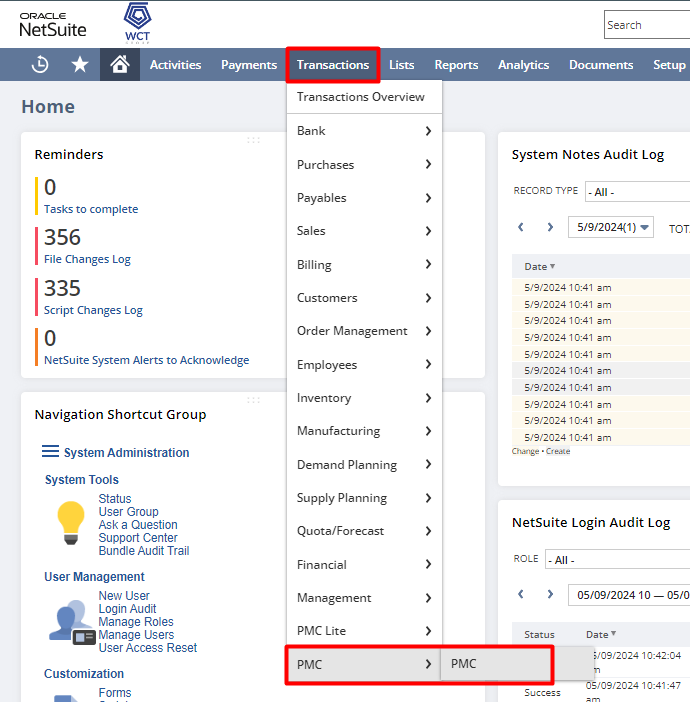 ORACLE
NetSuite
WCT
GROUP
Search
Activities
Payments
Transactions
Lists
Reports
Analytics
Documents
Setup
Home
Transactions Overview
Bank
Purchases
Payables
Sales
Billing
Customers
Order Management
Employees
Inventory
Manufacturing
Demand Planning
Supply Planning
Quota/Forecast
Financial
Management
PMC Lite
PMC
PMC
Reminders
0
Tasks to complete
356
File Changes Log
335
Script Changes Log
0
NetSuite System Alerts to Acknowledge
Navigation Shortcut Group
System Administration
System Tools
Status
User Group
Ask a Question
Support Center
Bundle Audit Trail
User Management
New User
Login Audit
Manage Roles
Manage Users
User Access Reset
Customization
Forms
System Notes Audit Log
RECORD TYPE
- All -
5/9/2024(1)
Date
5/9/2024 10:41 am
5/9/2024 10:41 am
5/9/2024 10:41 am
5/9/2024 10:41 am
5/9/2024 10:41 am
5/9/2024 10:41 am
5/9/2024 10:41 am
5/9/2024 10:41 am
5/9/2024 10:41 am
5/9/2024 10:41 am
Change • Create
NetSuite Login Audit Log
ROLE
- All -
05/09/2024 10 — 05/0
Status
Date
5/09/2024 10:42:04
Success
05/09/2024 10:41:47